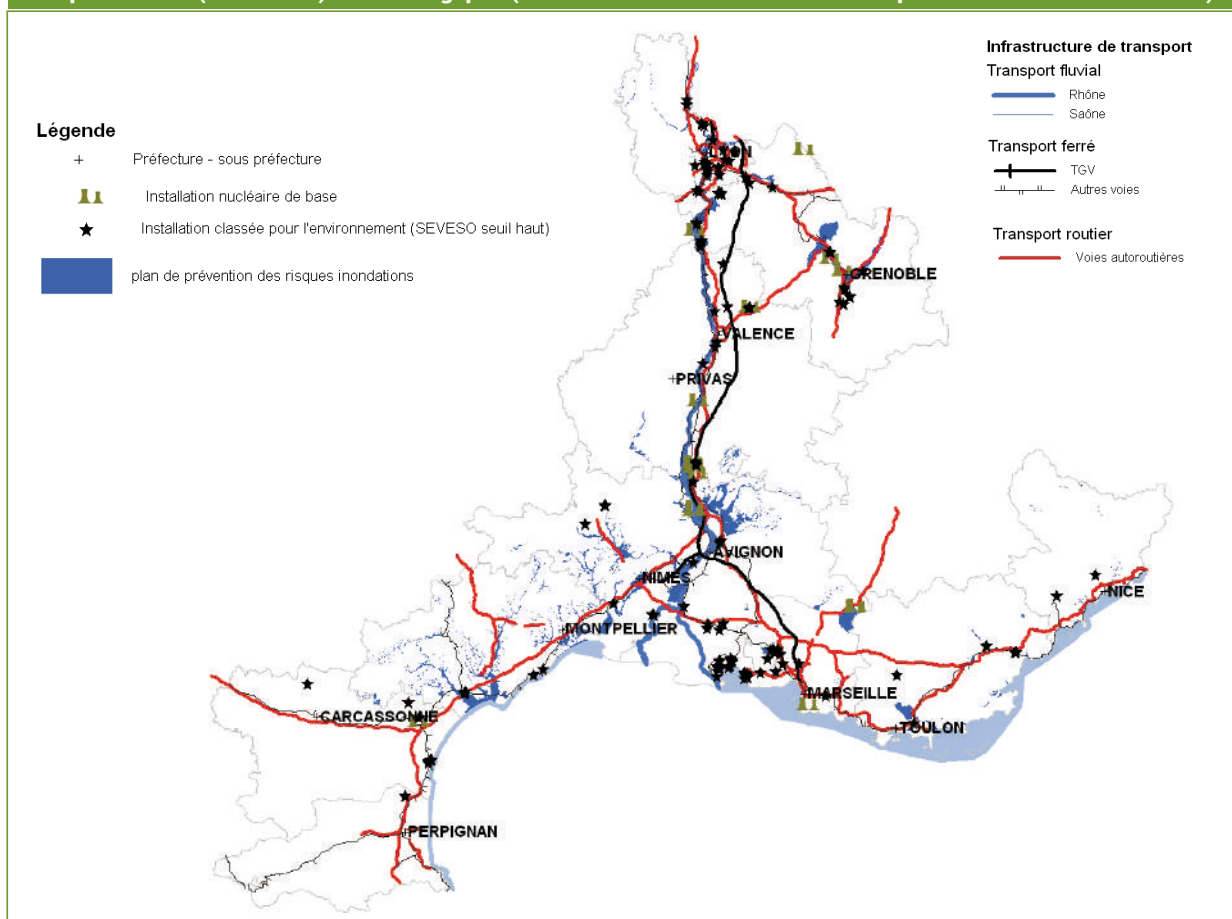 Légende
Préfecture - sous préfecture
Installation nucléaire de base
Installation classée pour l'environnement (SEVESO seuil haut)
plan de prévention des risques inondations
Infrastructure de transport
Transport fluvial
Rhône
Saône
Transport ferré
TGV
Autres voies
Transport routier
Voies autoroutières
LYON
GRENOBLE
VALENCE
PRIVAS
AVIGNON
NIMES
NICE
MONTPELLIER
MARSEILLE
CARCASSONNE
TOULON
PERPIGNAN